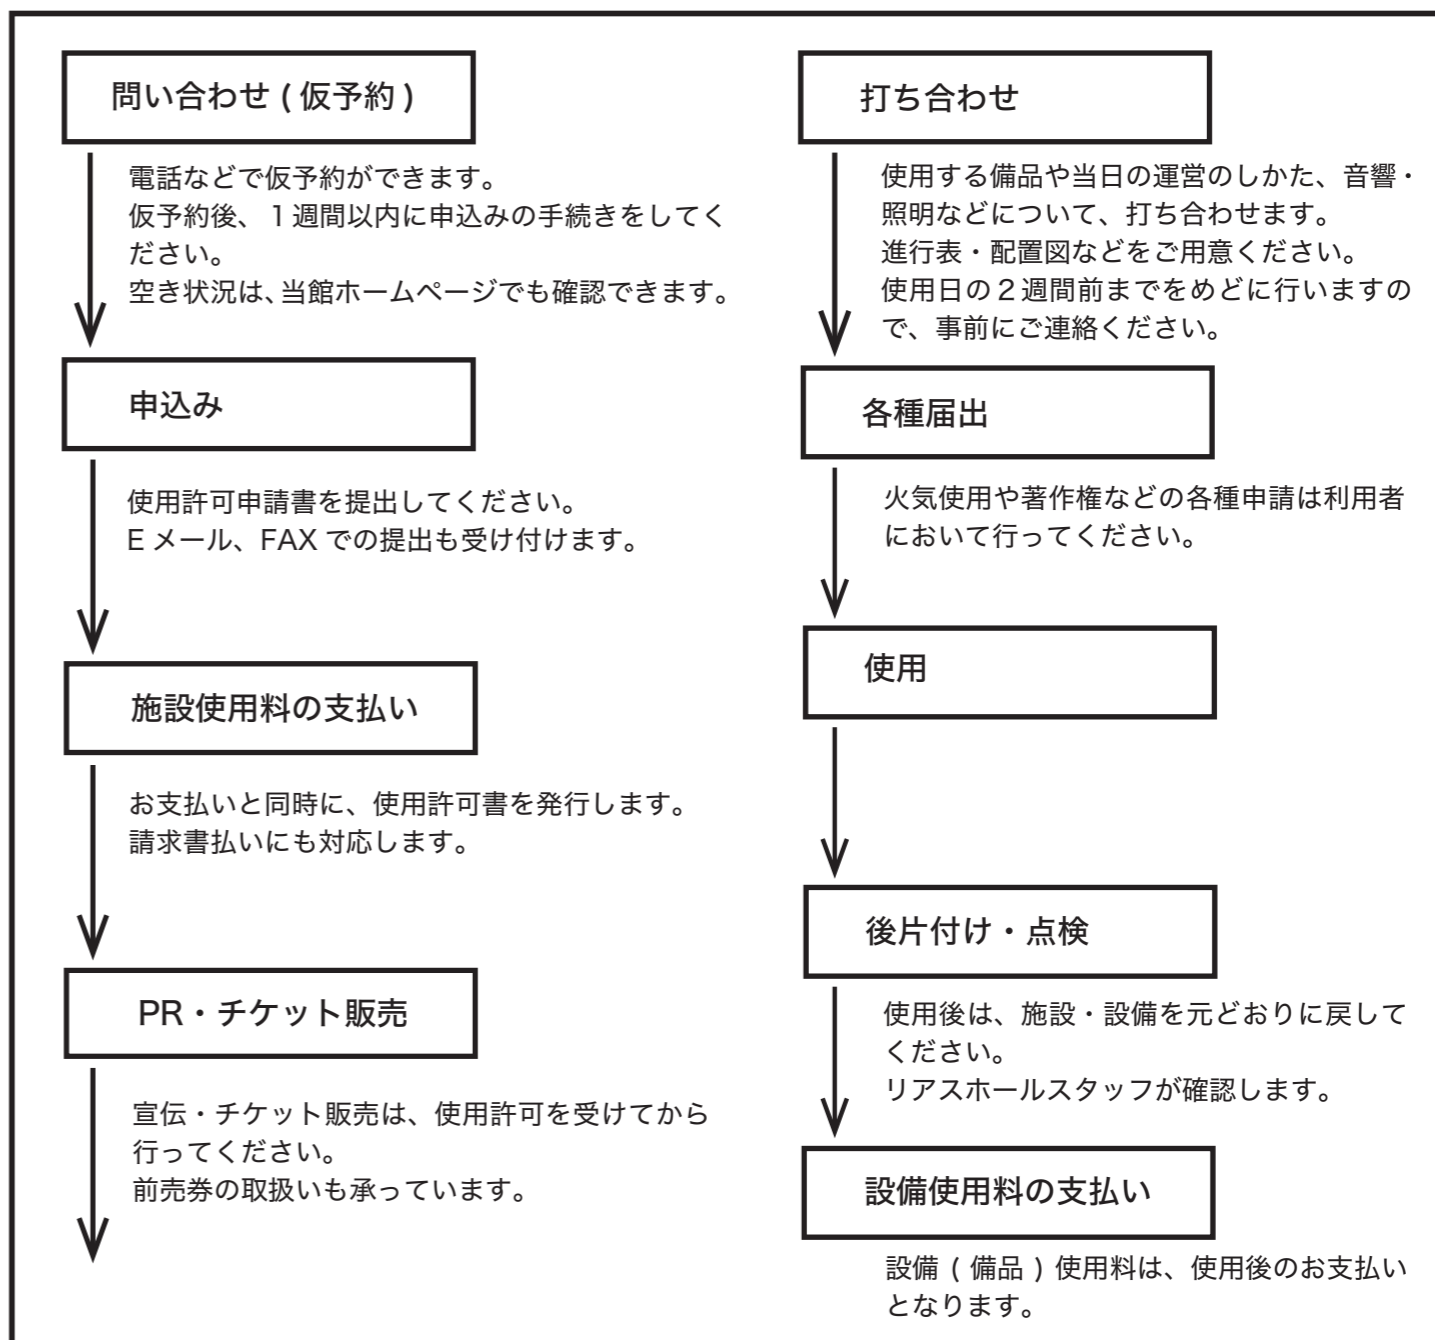 問い合わせ ( 仮予約 )
電話などで仮予約ができます。
仮予約後、１週間以内に申込みの手続きをしてく
ださい。
空き状況は、当館ホームページでも確認できます。
申込み
使用許可申請書を提出してください。
E メール、FAX での提出も受け付けます。
施設使用料の支払い
お支払いと同時に、使用許可書を発行します。
請求書払いにも対応します。
PR・チケット販売
宣伝・チケット販売は、使用許可を受けてから
行ってください。
前売券の取扱いも承っています。
打ち合わせ
使用する備品や当日の運営のしかた、音響・
照明などについて、打ち合わせます。
進行表・配置図などをご用意ください。
使用日の２週間前までをめどに行いますの
で、事前にご連絡ください。
各種届出
火気使用や著作権などの各種申請は利用者
において行ってください。
使用
後片付け・点検
使用後は、施設・設備を元どおりに戻して
ください。
リアスホールスタッフが確認します。
設備使用料の支払い
設備 ( 備品 ) 使用料は、使用後のお支払い
となります。